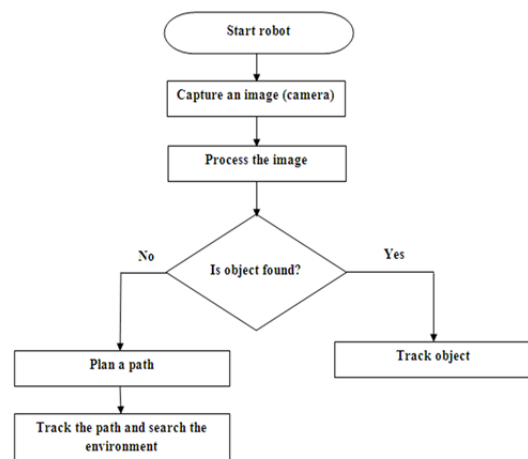 Start robot
Capture an image (camera)
Process the image
Is object found?
No
Yes
Plan a path
Track object
Track the path and search the
environment